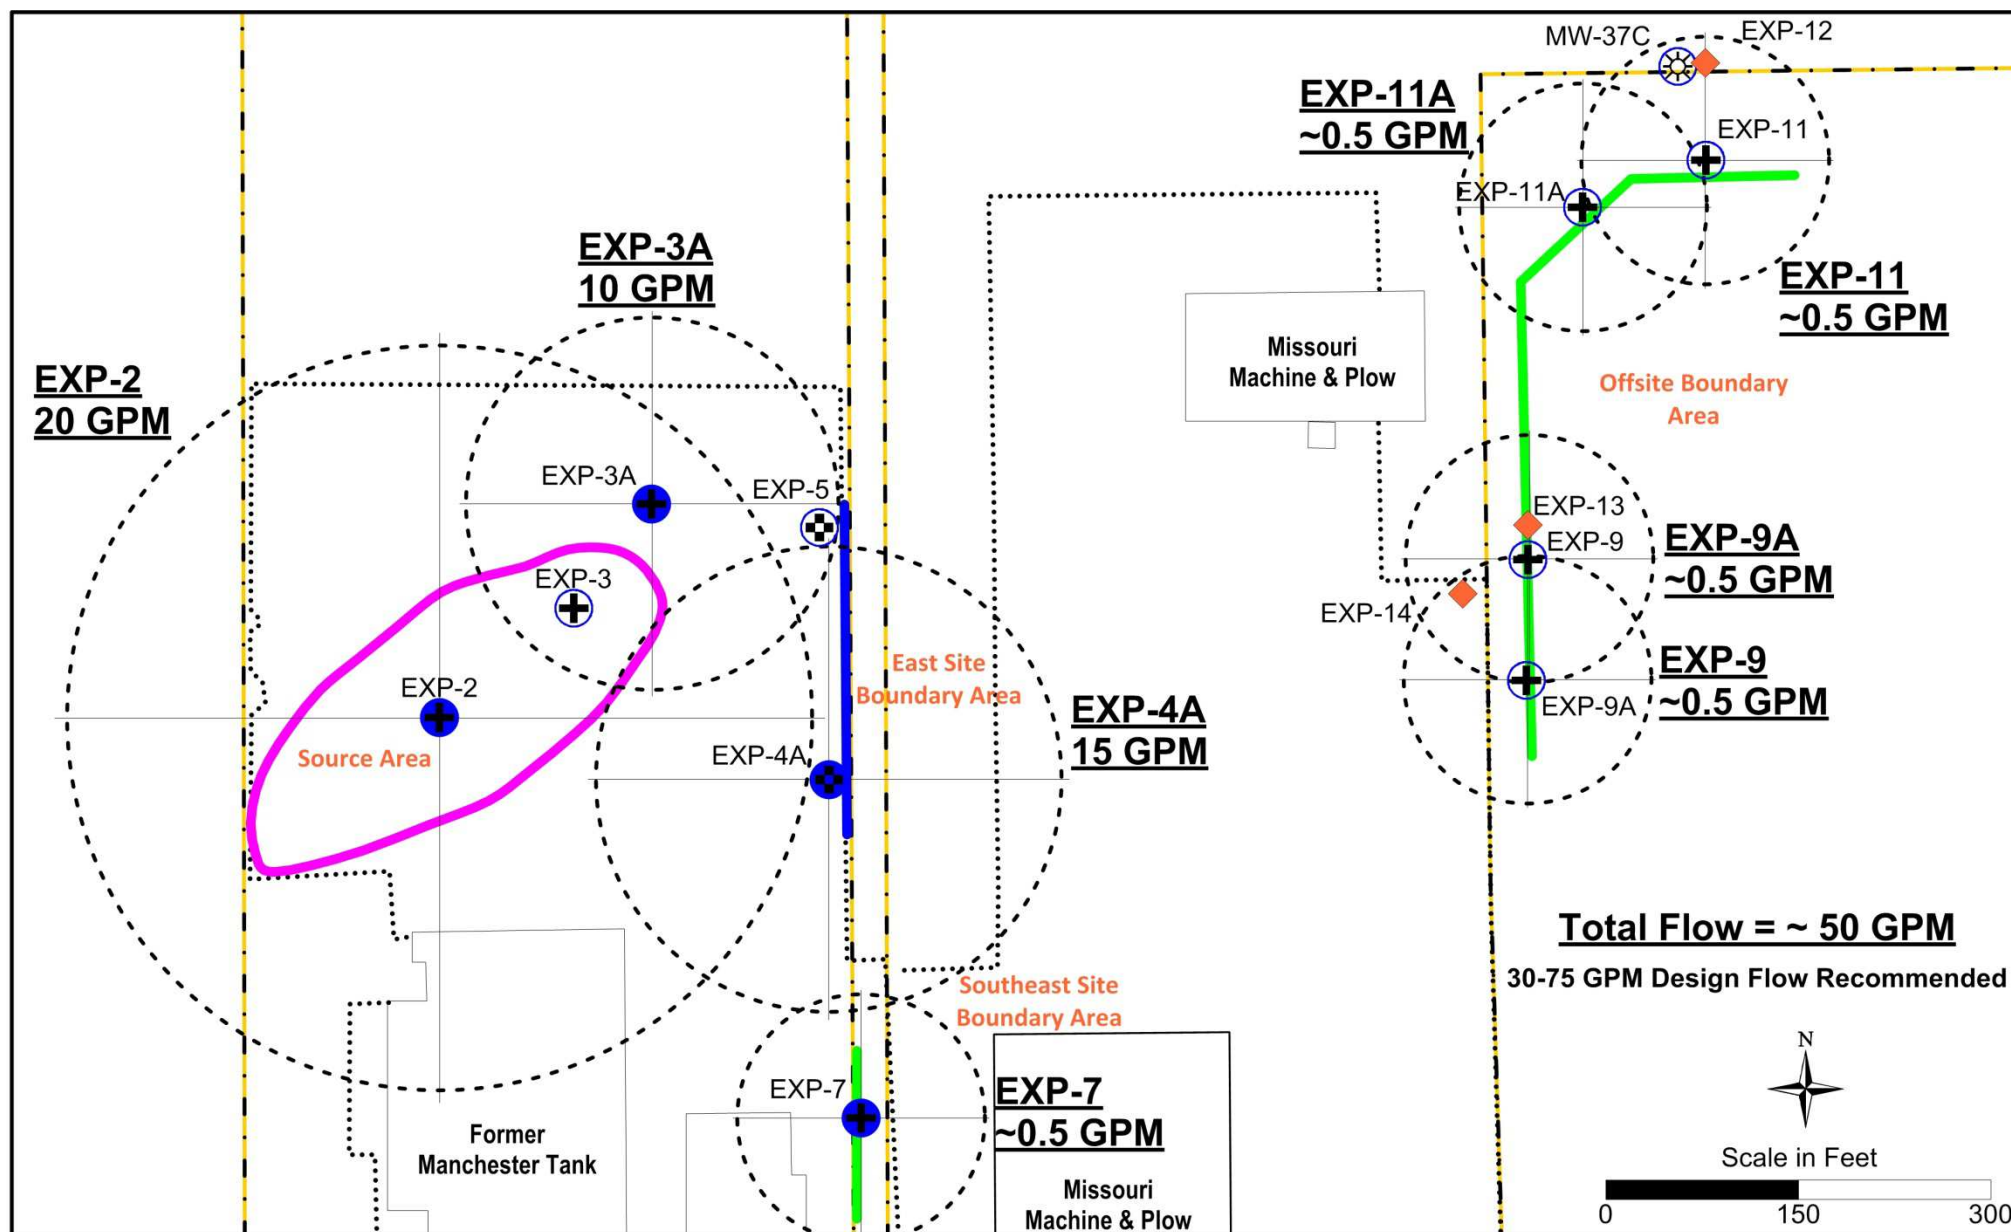 MW-37C
EXP-12
EXP-11A
~0.5 GPM
EXP-11
EXP-11A
EXP-3A
10 GPM
EXP-11
~0.5 GPM
Missouri
Machine & Plow
EXP-2
20 GPM
Offsite Boundary
Area
EXP-3A
EXP-5
EXP-13
EXP-9
EXP-9A
~0.5 GPM
EXP-3
EXP-14
East Site
Boundary Area
EXP-9
~0.5 GPM
EXP-2
EXP-9A
EXP-4A
15 GPM
Source Area
EXP-4A
Total Flow = ~ 50 GPM
30-75 GPM Design Flow Recommended
Southeast Site
Boundary Area
N
EXP-7
EXP-7
~0.5 GPM
Former
Manchester Tank
Scale in Feet
Missouri
Machine & Plow
0 150 300